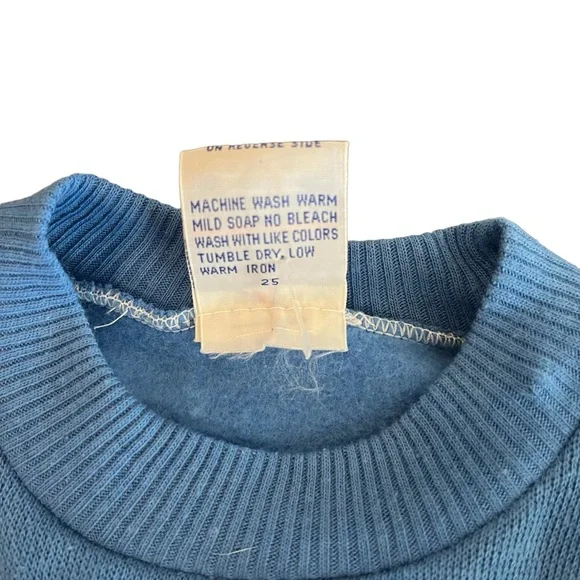 ON REVERSE SIDE
MACHINE WASH WARM
MILD SOAP NO BLEACH
WASH WITH LIKE COLORS
TUMBLE DRY, LOW
WARM IRON
25